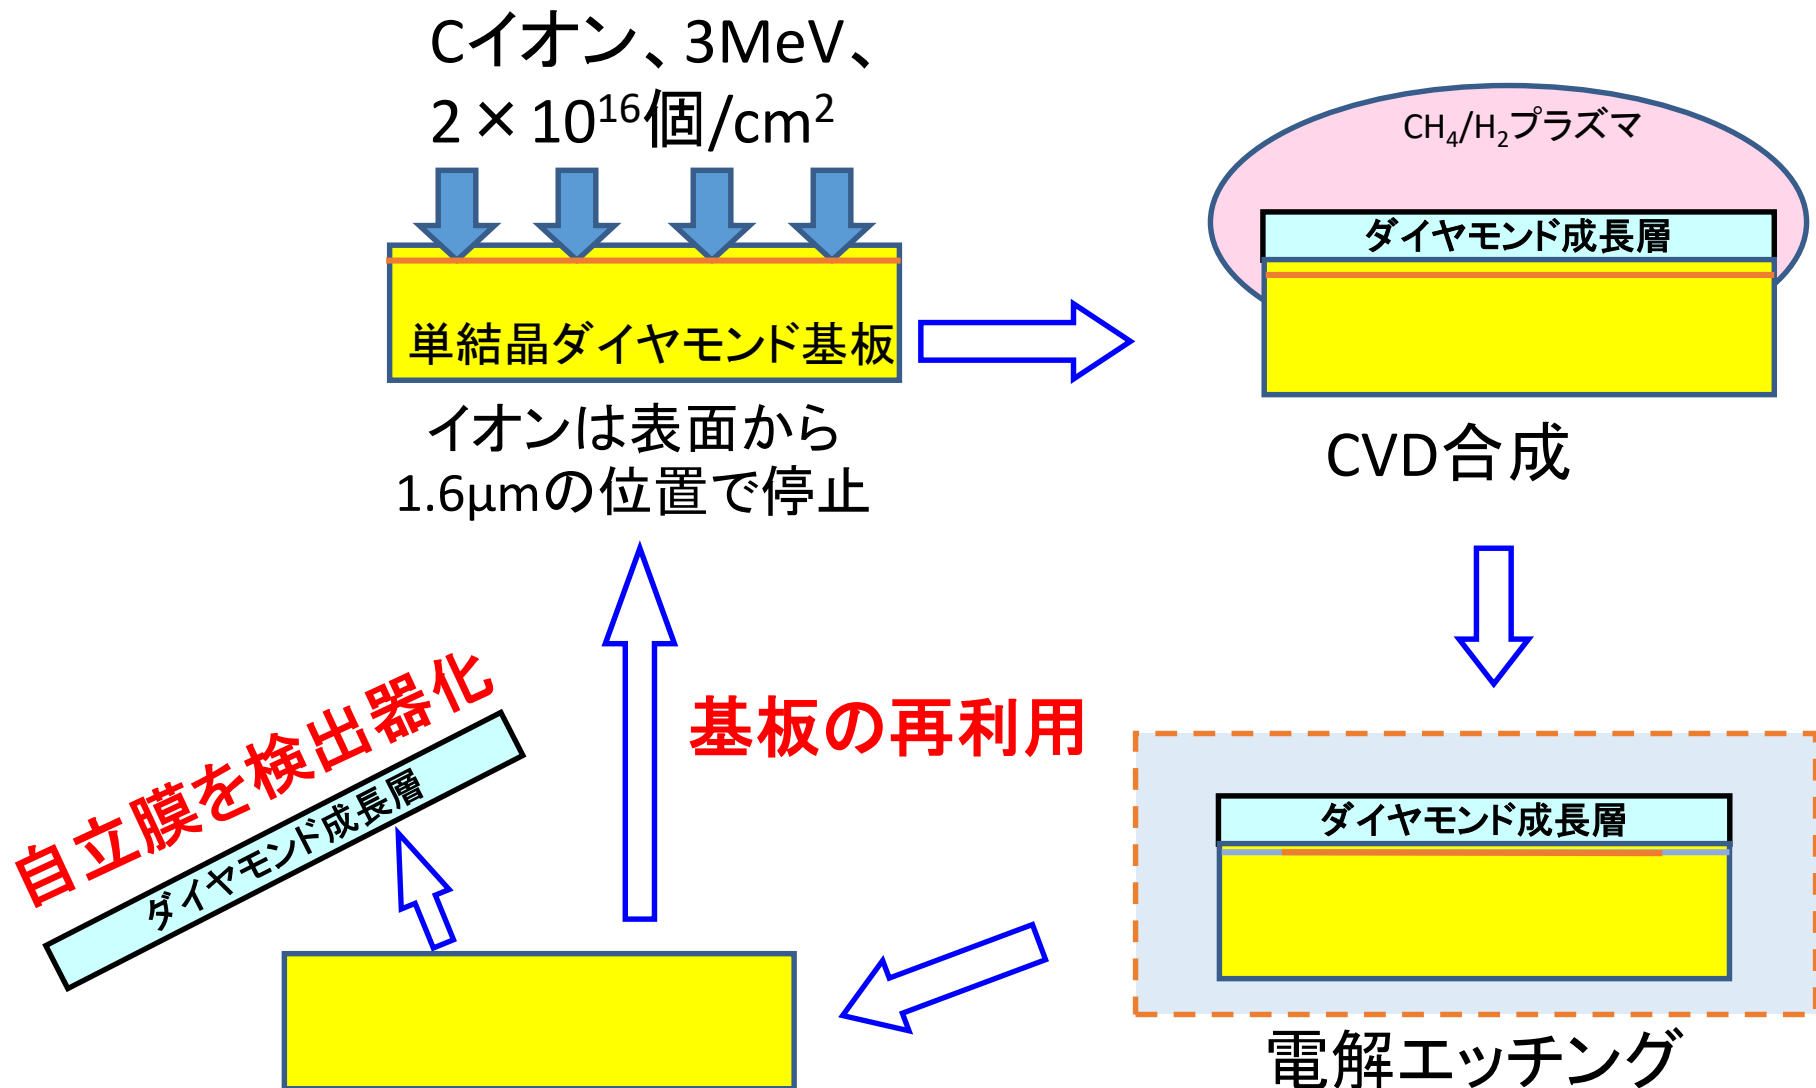 Cイオン、3MeV、
2×10¹⁶個/cm²
単結晶ダイヤモンド基板
イオンは表面から
1.6μmの位置で停止
CH₄/H₂プラズマ
ダイヤモンド成長層
CVD合成
ダイヤモンド成長層
電解エッチング
基板の再利用
自立膜を検出器化
ダイヤモンド成長層